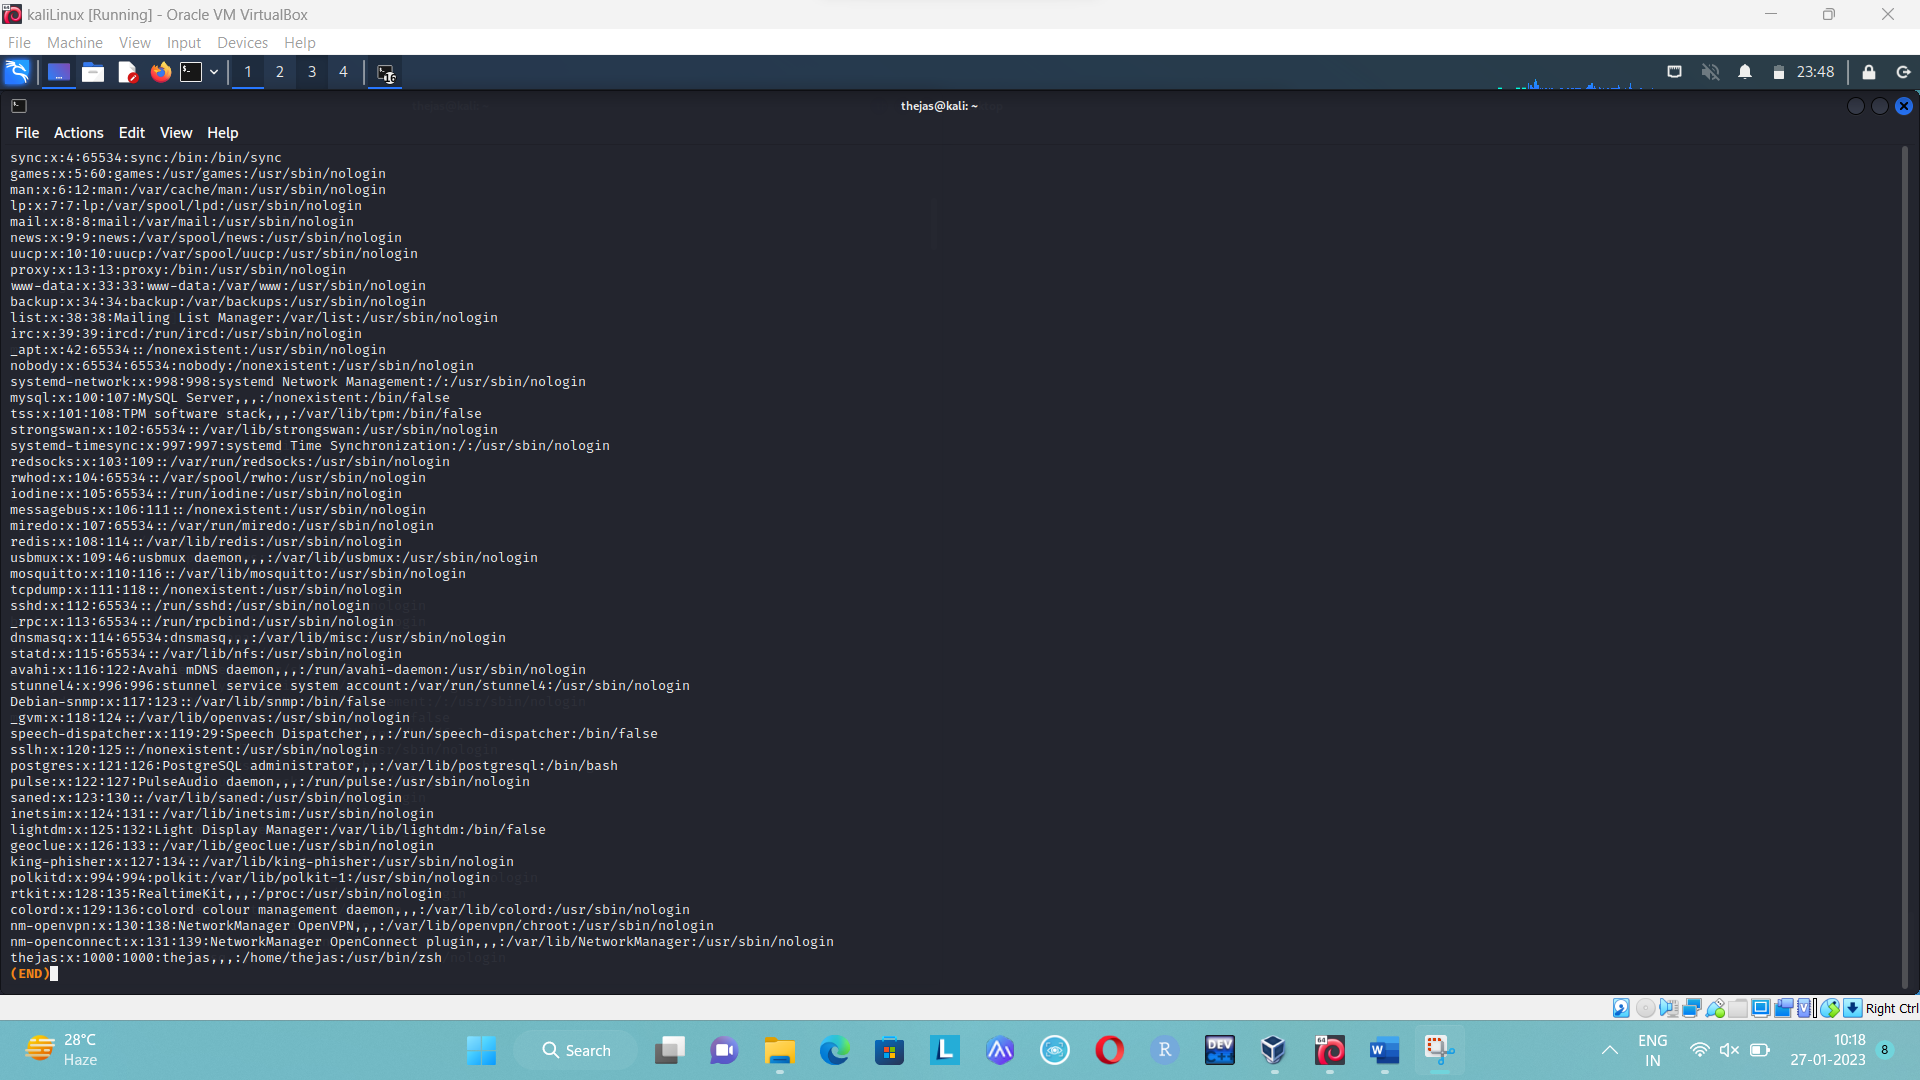 kaliLinux [Running] - Oracle VM VirtualBox
File Machine View Input Devices Help
1 2 3 4 23:48
thejas@kali: ~
File Actions Edit View Help
sync:x:4:65534:sync:/bin:/bin/sync
games:x:5:60:games:/usr/games:/usr/sbin/nologin
man:x:6:12:man:/var/cache/man:/usr/sbin/nologin
lp:x:7:7:lp:/var/spool/lpd:/usr/sbin/nologin
mail:x:8:8:mail:/var/mail:/usr/sbin/nologin
news:x:9:9:news:/var/spool/news:/usr/sbin/nologin
uucp:x:10:10:uucp:/var/spool/uucp:/usr/sbin/nologin
proxy:x:13:13:proxy:/bin:/usr/sbin/nologin
www-data:x:33:33:www-data:/var/www:/usr/sbin/nologin
backup:x:34:34:backup:/var/backups:/usr/sbin/nologin
list:x:38:38:Mailing List Manager:/var/list:/usr/sbin/nologin
irc:x:39:39:ircd:/run/ircd:/usr/sbin/nologin
_apt:x:42:65534::/nonexistent:/usr/sbin/nologin
nobody:x:65534:65534:nobody:/nonexistent:/usr/sbin/nologin
systemd-network:x:998:998:systemd Network Management:/:/usr/sbin/nologin
mysql:x:100:107:MySQL Server,,,:/nonexistent:/bin/false
tss:x:101:108:TPM software stack,,,:/var/lib/tpm:/bin/false
strongswan:x:102:65534::/var/lib/strongswan:/usr/sbin/nologin
systemd-timesync:x:997:997:systemd Time Synchronization:/:/usr/sbin/nologin
redsocks:x:103:109::/var/run/redsocks:/usr/sbin/nologin
rwhod:x:104:65534::/var/spool/rwho:/usr/sbin/nologin
iodine:x:105:65534::/run/iodine:/usr/sbin/nologin
messagebus:x:106:111::/nonexistent:/usr/sbin/nologin
miredo:x:107:65534::/var/run/miredo:/usr/sbin/nologin
redis:x:108:114::/var/lib/redis:/usr/sbin/nologin
usbmux:x:109:46:usbmux daemon,,,:/var/lib/usbmux:/usr/sbin/nologin
mosquitto:x:110:116::/var/lib/mosquitto:/usr/sbin/nologin
tcpdump:x:111:118::/nonexistent:/usr/sbin/nologin
sshd:x:112:65534::/run/sshd:/usr/sbin/nologin
_rpc:x:113:65534::/run/rpcbind:/usr/sbin/nologin
dnsmasq:x:114:65534:dnsmasq,,,:/var/lib/misc:/usr/sbin/nologin
statd:x:115:65534::/var/lib/nfs:/usr/sbin/nologin
avahi:x:116:122:Avahi mDNS daemon,,,:/run/avahi-daemon:/usr/sbin/nologin
stunnel4:x:996:996:stunnel service system account:/var/run/stunnel4:/usr/sbin/nologin
Debian-snmp:x:117:123::/var/lib/snmp:/bin/false
_gvm:x:118:124::/var/lib/openvas:/usr/sbin/nologin
speech-dispatcher:x:119:29:Speech Dispatcher,,,:/run/speech-dispatcher:/bin/false
sslh:x:120:125::/nonexistent:/usr/sbin/nologin
postgres:x:121:126:PostgreSQL administrator,,,:/var/lib/postgresql:/bin/bash
pulse:x:122:127:PulseAudio daemon,,,:/run/pulse:/usr/sbin/nologin
saned:x:123:130::/var/lib/saned:/usr/sbin/nologin
inetsim:x:124:131::/var/lib/inetsim:/usr/sbin/nologin
lightdm:x:125:132:Light Display Manager:/var/lib/lightdm:/bin/false
geoclue:x:126:133::/var/lib/geoclue:/usr/sbin/nologin
king-phisher:x:127:134::/var/lib/king-phisher:/usr/sbin/nologin
polkitd:x:994:994:polkit:/var/lib/polkit-1:/usr/sbin/nologin
rtkit:x:128:135:RealtimeKit,,,:/proc:/usr/sbin/nologin
colord:x:129:136:colord colour management daemon,,,:/var/lib/colord:/usr/sbin/nologin
nm-openvpn:x:130:138:NetworkManager OpenVPN,,,:/var/lib/openvpn/chroot:/usr/sbin/nologin
nm-openconnect:x:131:139:NetworkManager OpenConnect plugin,,,:/var/lib/NetworkManager:/usr/sbin/nologin
thejas:x:1000:1000:thejas,,,:/home/thejas:/usr/bin/zsh
(END)
Right Ctrl
28°C
Haze
Search
ENG
IN
10:18
27-01-2023
8